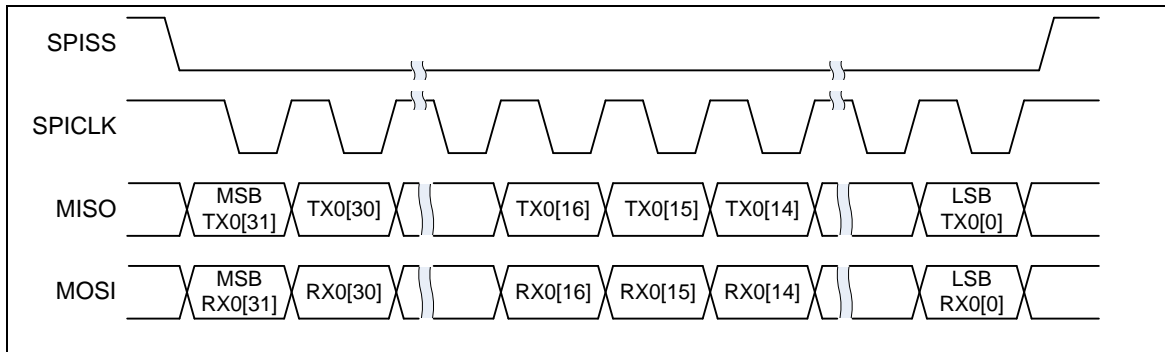 SPISS
SPICLK
MISO
MSB
TX0[31]
TX0[30]
TX0[16]
TX0[15]
TX0[14]
LSB
TX0[0]
MOSI
MSB
RX0[31]
RX0[30]
RX0[16]
RX0[15]
RX0[14]
LSB
RX0[0]